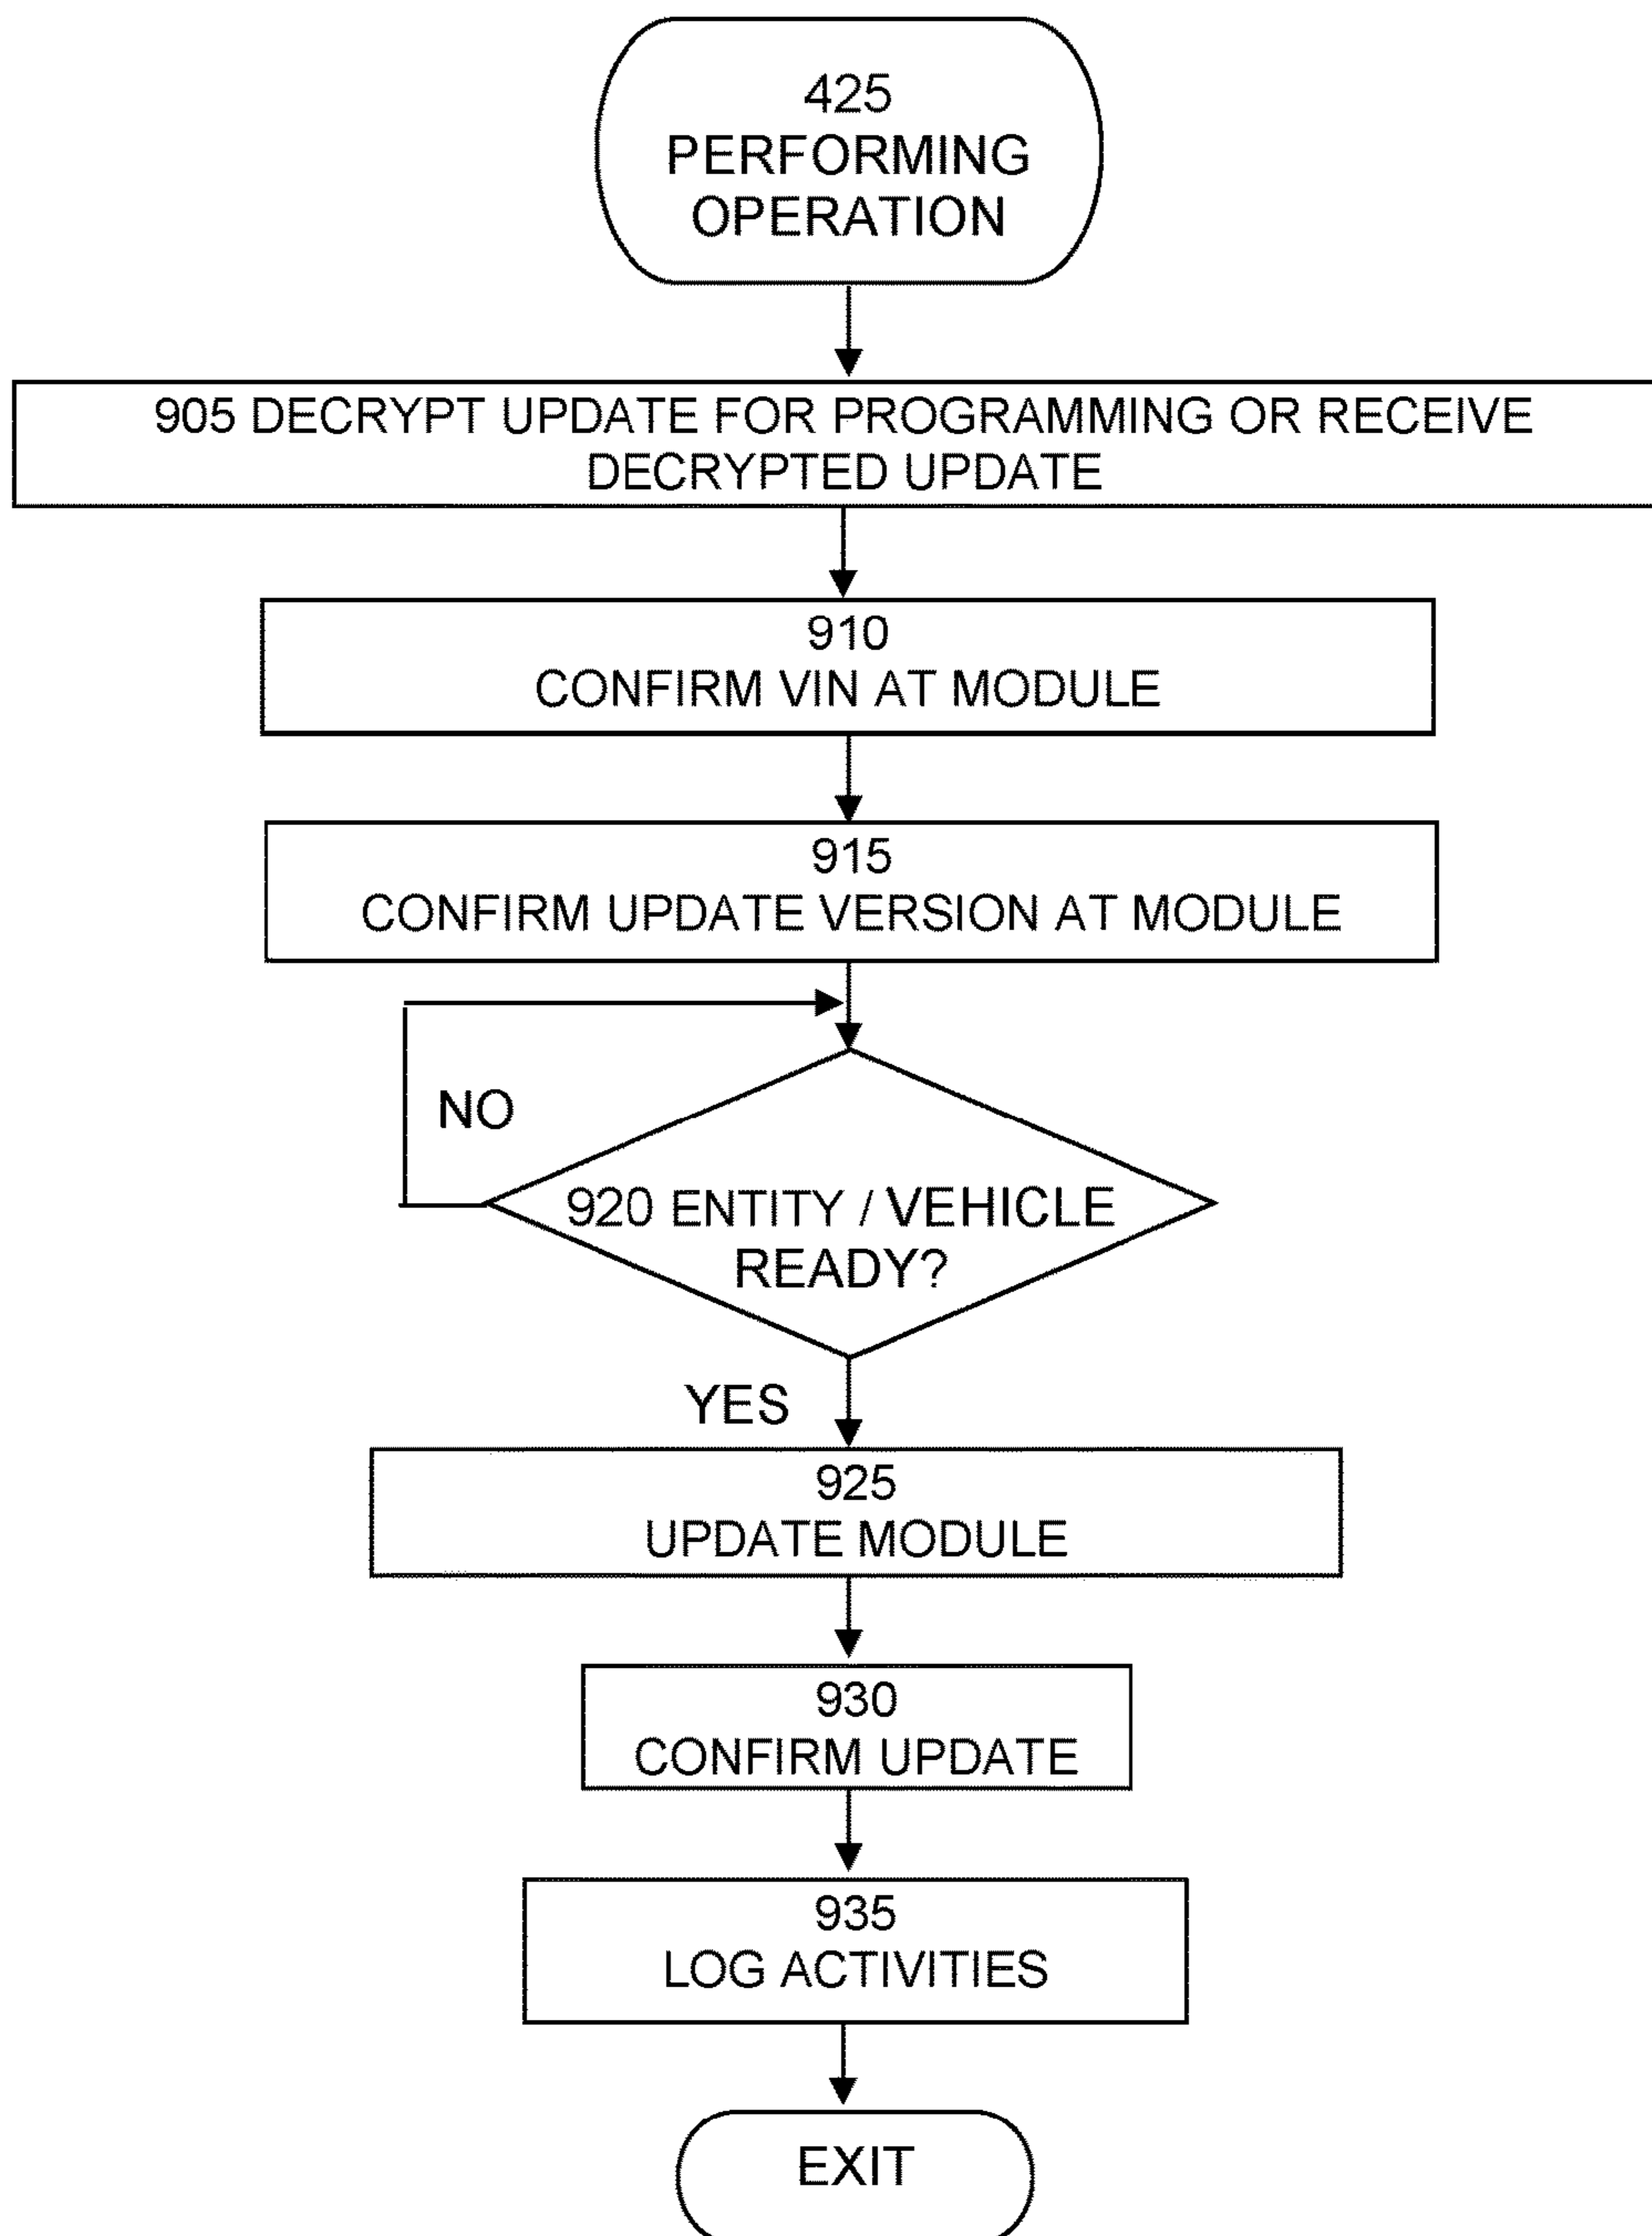 425
PERFORMING
OPERATION
905 DECRYPT UPDATE FOR PROGRAMMING OR RECEIVE
DECRYPTED UPDATE
910
CONFIRM VIN AT MODULE
915
CONFIRM UPDATE VERSION AT MODULE
NO
920 ENTITY / VEHICLE
READY?
YES
925
UPDATE MODULE
930
CONFIRM UPDATE
935
LOG ACTIVITIES
EXIT